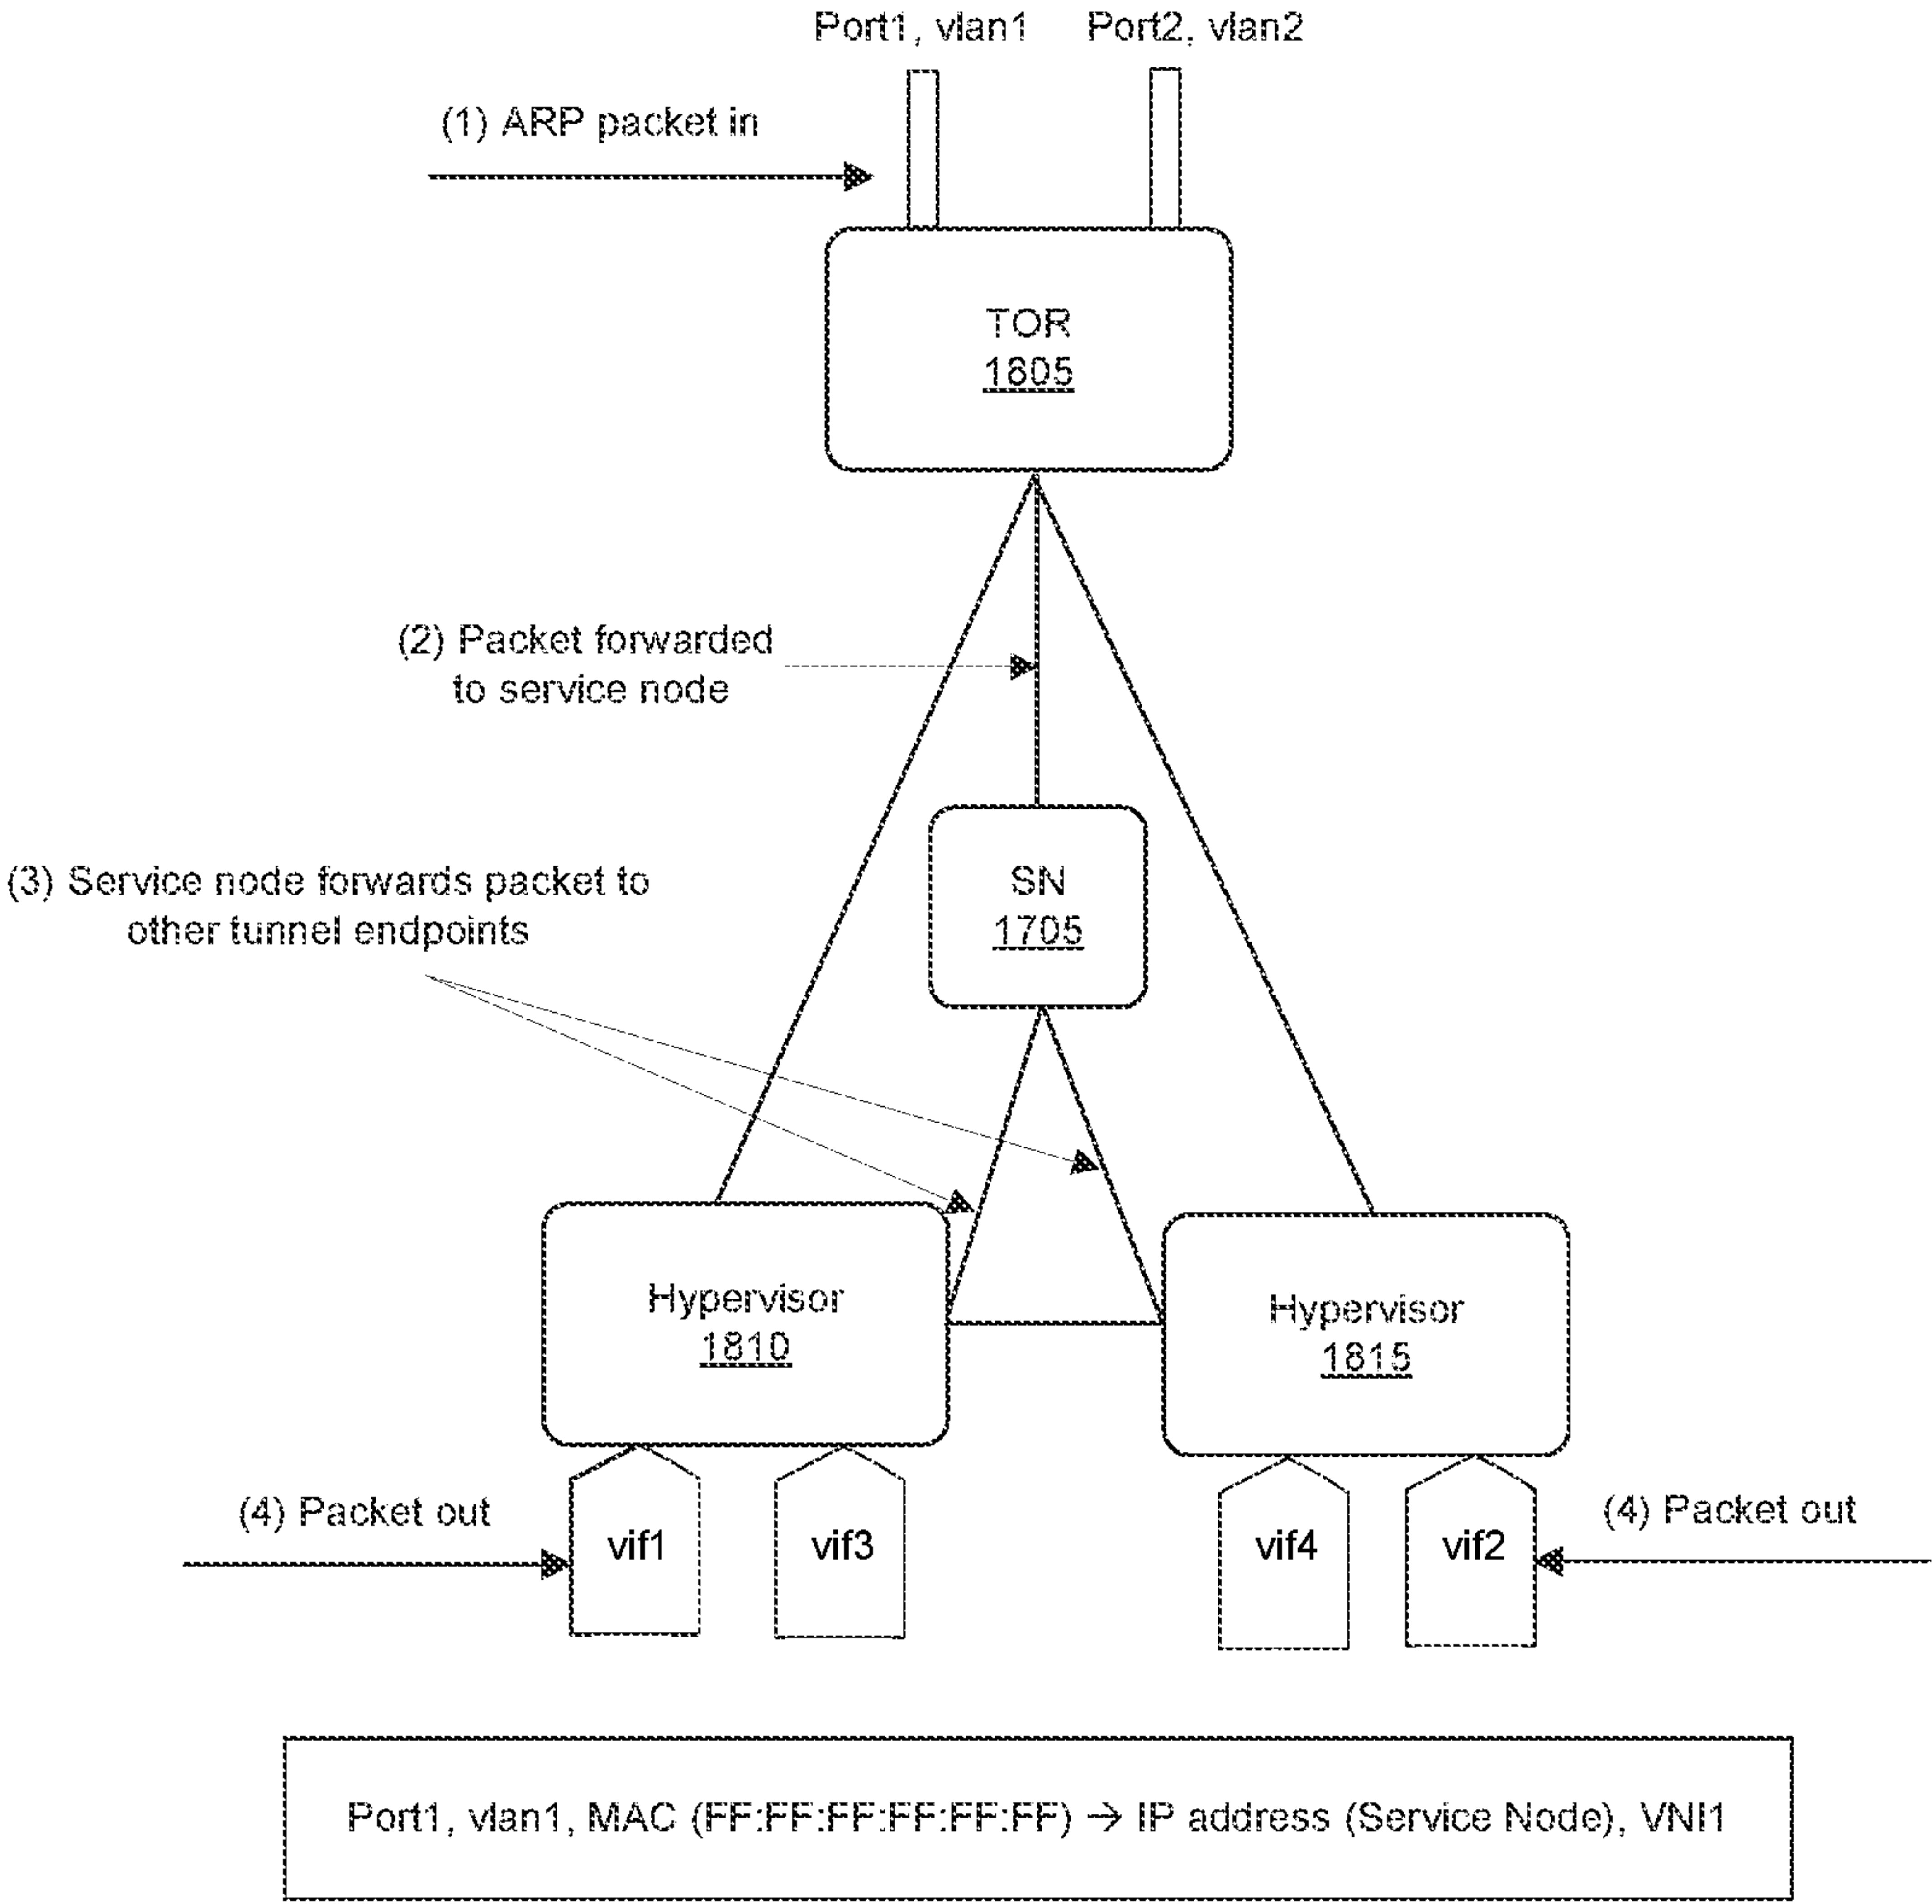 Port1, vlan1
Port2, vlan2
(1) ARP packet in
TOR
1805
(2) Packet forwarded
to service node
(3) Service node forwards packet to
other tunnel endpoints
SN
1705
Hypervisor
1810
Hypervisor
1815
(4) Packet out
vif1
vif3
vif4
vif2
(4) Packet out
Port1, vlan1, MAC (FF:FF:FF:FF:FF:FF) → IP address (Service Node), VNI1